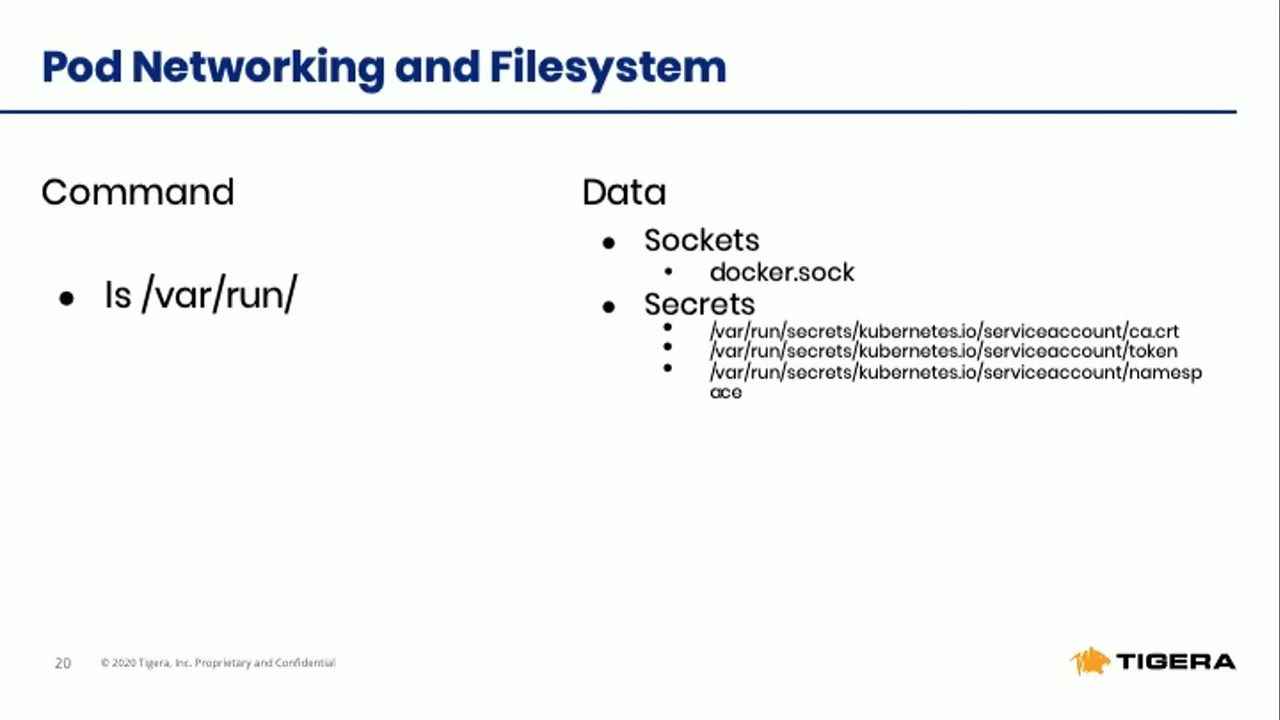 Pod Networking and Filesystem
Command
● ls /var/run/
Data
● Sockets
• docker.sock
● Secrets
• /var/run/secrets/kubernetes.io/serviceaccount/ca.crt
• /var/run/secrets/kubernetes.io/serviceaccount/token
• /var/run/secrets/kubernetes.io/serviceaccount/namesp
ace
20 © 2020 Tigera, Inc. Proprietary and Confidential
TIGERA